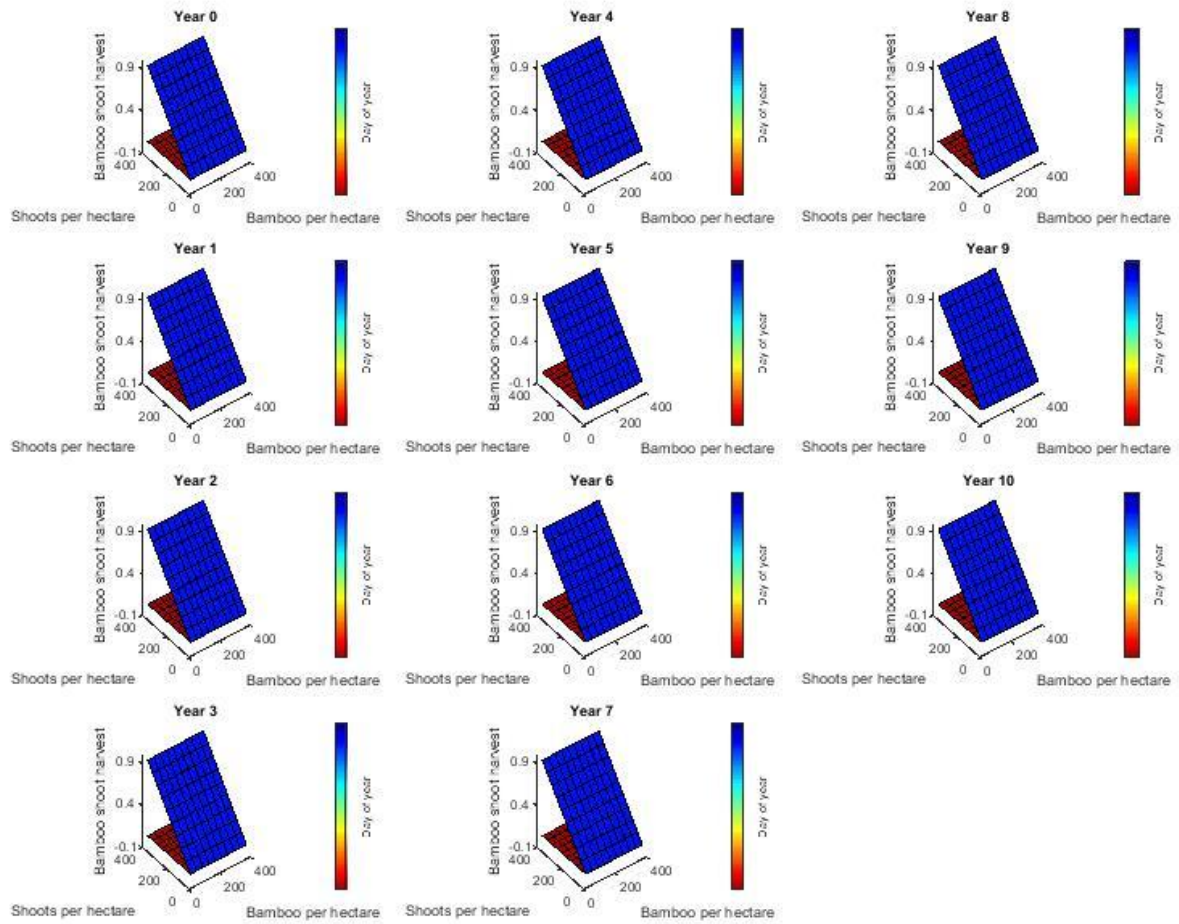 Year 0
Bamboo shoot harvest
0.9
0.4
-0.1
400
200
0
0
200
400
Shoots per hectare
Bamboo per hectare
Day of year
Year 4
Bamboo shoot harvest
0.9
0.4
-0.1
400
200
0
0
200
400
Shoots per hectare
Bamboo per hectare
Day of year
Year 8
Bamboo shoot harvest
0.9
0.4
-0.1
400
200
0
0
200
400
Shoots per hectare
Bamboo per hectare
Day of year
Year 1
Bamboo shoot harvest
0.9
0.4
-0.1
400
200
0
0
200
400
Shoots per hectare
Bamboo per hectare
Day of year
Year 5
Bamboo shoot harvest
0.9
0.4
-0.1
400
200
0
0
200
400
Shoots per hectare
Bamboo per hectare
Day of year
Year 9
Bamboo shoot harvest
0.9
0.4
-0.1
400
200
0
0
200
400
Shoots per hectare
Bamboo per hectare
Day of year
Year 2
Bamboo shoot harvest
0.9
0.4
-0.1
400
200
0
0
200
400
Shoots per hectare
Bamboo per hectare
Day of year
Year 6
Bamboo shoot harvest
0.9
0.4
-0.1
400
200
0
0
200
400
Shoots per hectare
Bamboo per hectare
Day of year
Year 10
Bamboo shoot harvest
0.9
0.4
-0.1
400
200
0
0
200
400
Shoots per hectare
Bamboo per hectare
Day of year
Year 3
Bamboo shoot harvest
0.9
0.4
-0.1
400
200
0
0
200
400
Shoots per hectare
Bamboo per hectare
Day of year
Year 7
Bamboo shoot harvest
0.9
0.4
-0.1
400
200
0
0
200
400
Shoots per hectare
Bamboo per hectare
Day of year